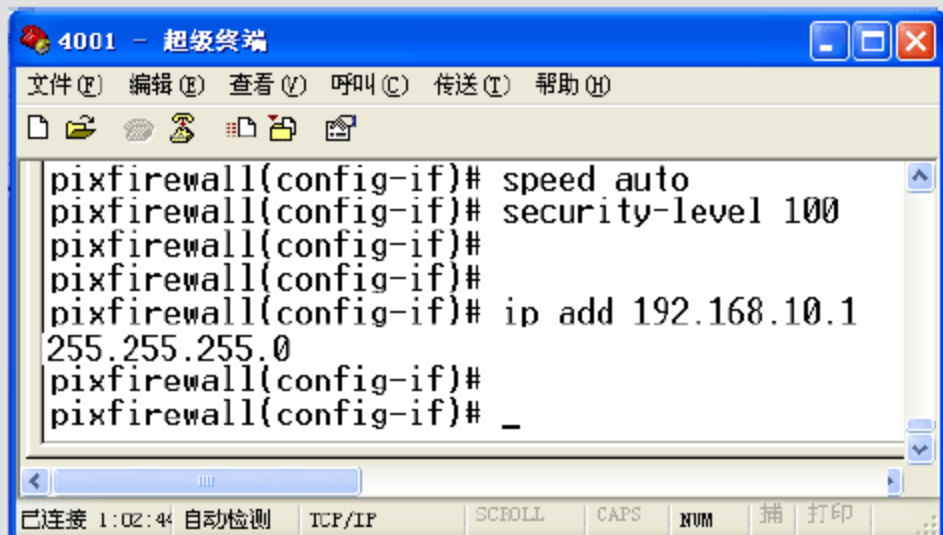 4001 - 超级终端
文件(F) 编辑(E) 查看(V) 呼叫(C) 传送(T) 帮助(H)
pixfirewall(config-if)# speed auto
pixfirewall(config-if)# security-level 100
pixfirewall(config-if)#
pixfirewall(config-if)#
pixfirewall(config-if)# ip add 192.168.10.1
255.255.255.0
pixfirewall(config-if)#
pixfirewall(config-if)# _
已连接 1:02:44 自动检测 TCP/IP SCROLL CAPS NUM 捕 打印